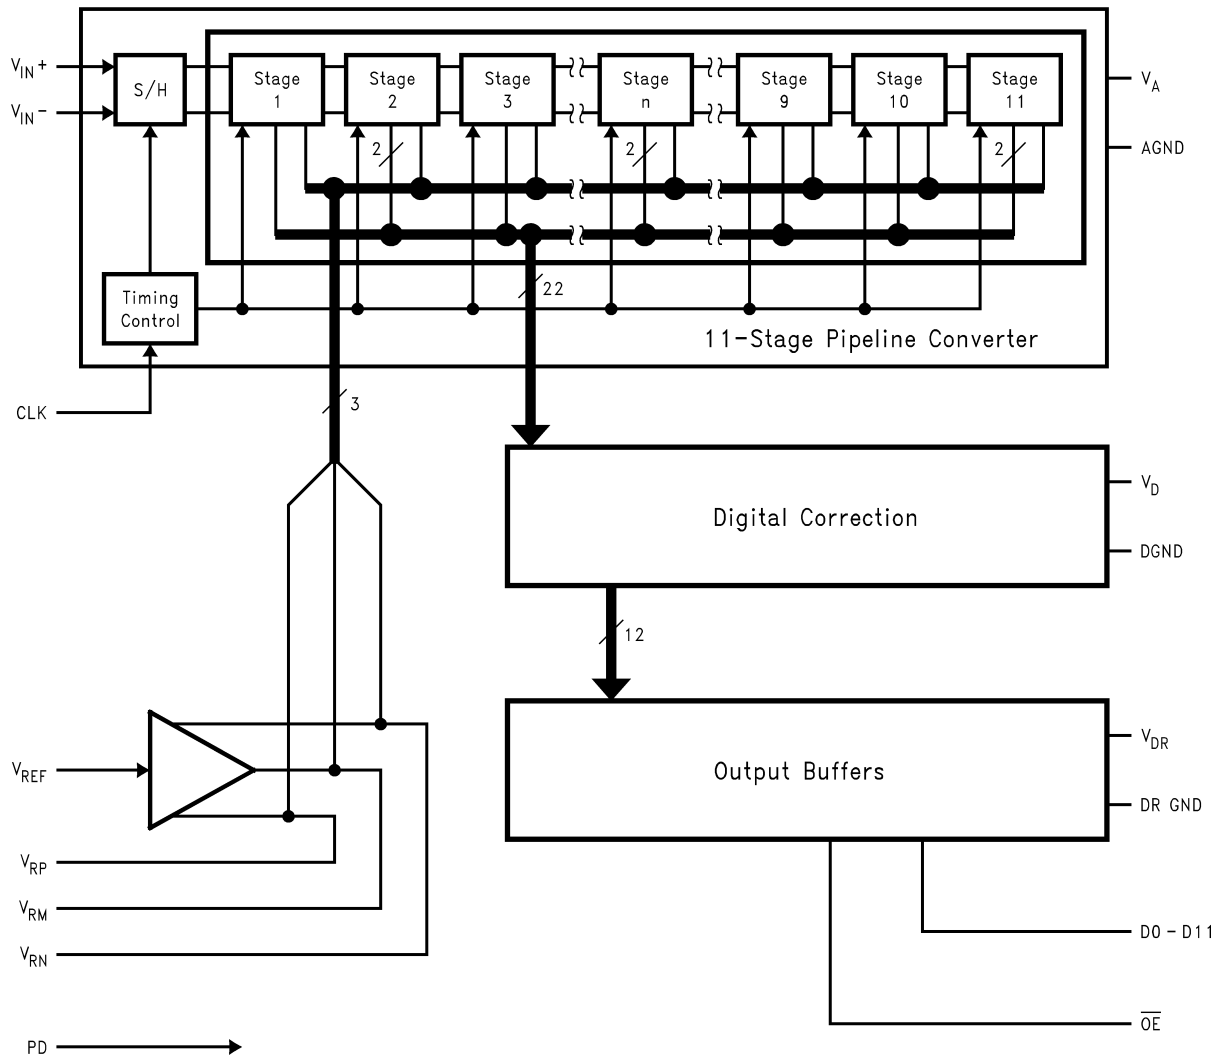 VIN+
VIN−
S/H
Stage
1
Stage
2
Stage
3
Stage
n
Stage
9
Stage
10
Stage
11
VA
AGND
2
2
2
22
Timing
Control
11-Stage Pipeline Converter
CLK
3
VD
DGND
Digital Correction
12
VREF
VRP
VRM
VRN
PD
Output Buffers
VDR
DR GND
D0 – D11
O̅E̅